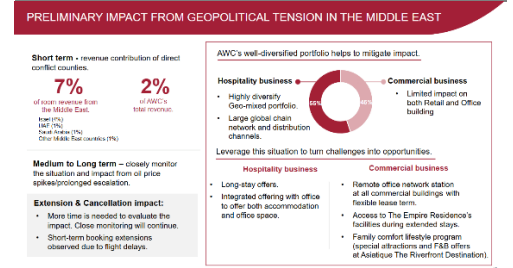 PRELIMINARY IMPACT FROM GEOPOLITICAL TENSION IN THE MIDDLE EAST
Short term - revenue contribution of direct
conflict counties.
7%
of room revenue from
the Middle East.
Israel (4%)
UAE (1%)
Saudi Arabia (1%)
Other Middle East countries (1%)
2%
of AWC's
total revenue.
Medium to Long term – closely monitor
the situation and impact from oil price
spikes/prolonged escalation.
Extension & Cancellation impact:
• More time is needed to evaluate the
impact. Close monitoring will continue.
• Short-term booking extensions
observed due to flight delays.
AWC's well-diversified portfolio helps to mitigate impact.
Hospitality business
• Highly diversify
Geo-mixed portfolio.
• Large global chain
network and distribution
channels.
Commercial business
• Limited impact on
both Retail and Office
building
Leverage this situation to turn challenges into opportunities.
Hospitality business
• Long-stay offers.
• Integrated offering with office
to offer both accommodation
and office space.
Commercial business
• Remote office network station
at all commercial buildings with
flexible lease term.
• Access to The Empire Residence's
facilities during extended stays.
• Family comfort lifestyle program
(special attractions and F&B offers
at Asiatique The Riverfront Destination).